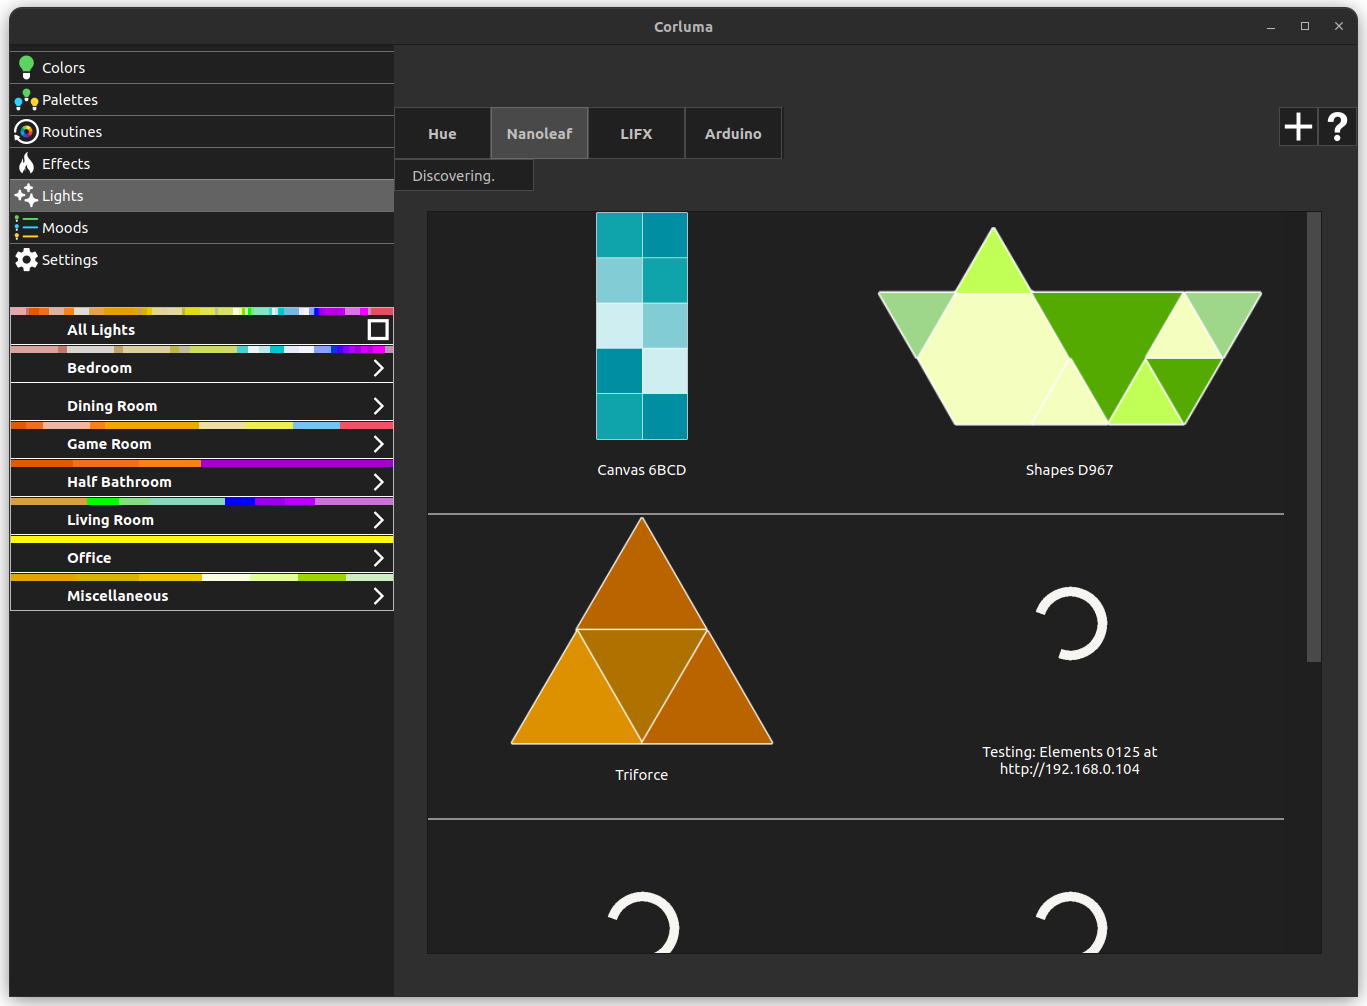 Corluma
Colors
Palettes
Routines
Effects
Lights
Moods
Settings
All Lights
Bedroom
Dining Room
Game Room
Half Bathroom
Living Room
Office
Miscellaneous
Hue
Nanoleaf
LIFX
Arduino
?
Discovering.
Canvas 6BCD
Shapes D967
Triforce
Testing: Elements 0125 at
http://192.168.0.104